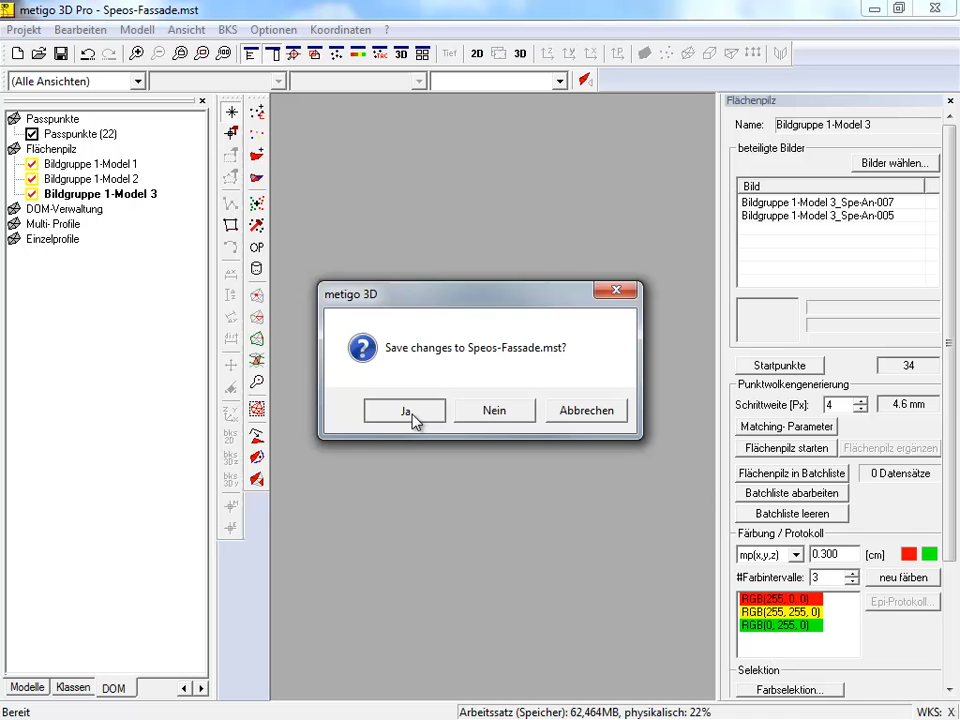 metigo 3D Pro - Speos-Fassade.mst
Projekt Bearbeiten Modell Ansicht BKS Optionen Koordinaten ?
3D Tief 2D 3D
(Alle Ansichten)
Passpunkte
Passpunkte (22)
Flächenpilz
Bildgruppe 1-Model 1
Bildgruppe 1-Model 2
Bildgruppe 1-Model 3
DOM-Verwaltung
Multi- Profile
Einzelprofile
OP
bks
2D
bks
3Dz
bks
3Dy
metigo 3D
Save changes to Speos-Fassade.mst?
Ja Nein Abbrechen
Flächenpilz
Name: Bildgruppe 1-Model 3
beteiligte Bilder
Bilder wählen...
Bild
Bildgruppe 1-Model 3_Spe-An-007
Bildgruppe 1-Model 3_Spe-An-005
Startpunkte 34
Punktwolkengenerierung
Schrittweite [Px]: 4 4.6 mm
Matching- Parameter
Flächenpilz starten Flächenpilz ergänzen
Flächenpilz in Batchliste 0 Datensätze
Batchliste abarbeiten
Batchliste leeren
Färbung / Protokoll
mp(x,y,z) 0.300 [cm]
#Farbintervalle: 3 neu färben
RGB(255, 0, 0) Epi-Protokoll...
RGB(255, 255, 0)
RGB(0, 255, 0)
Selektion
Farbselektion...
Modelle Klassen DOM
Bereit Arbeitssatz (Speicher): 62,464MB, physikalisch: 22% WKS: X